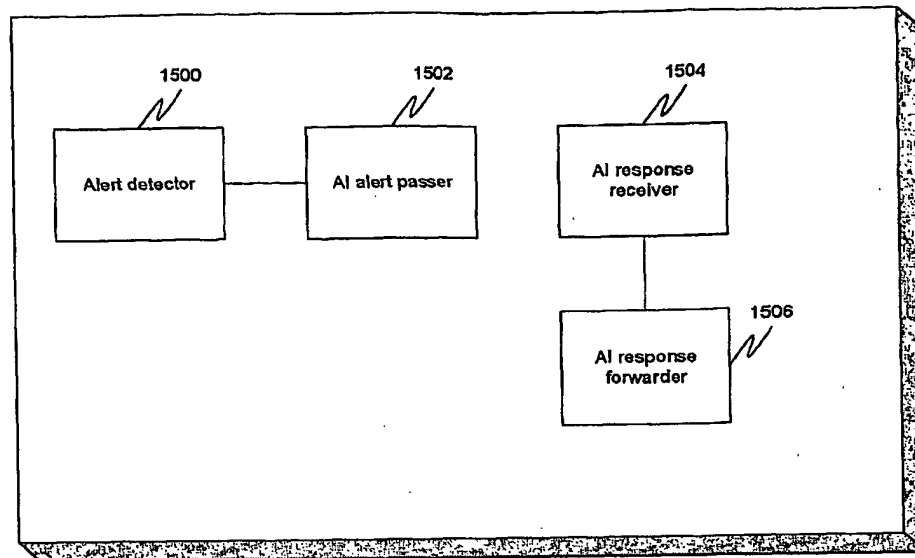 1500
1502
1504
Alert detector
AI alert passer
AI response
receiver
1506
AI response
forwarder